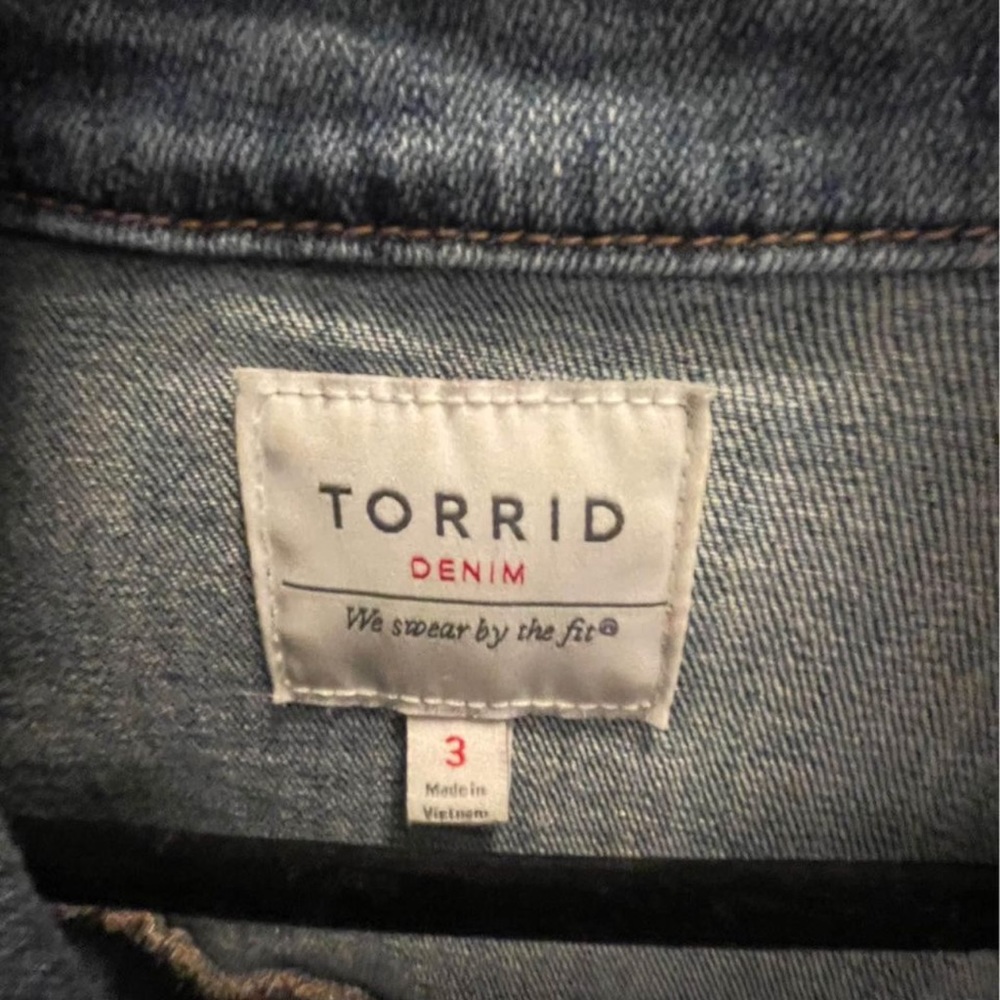 TORRID
DENIM
We swear by the fit®
3
Made in
Vietnam